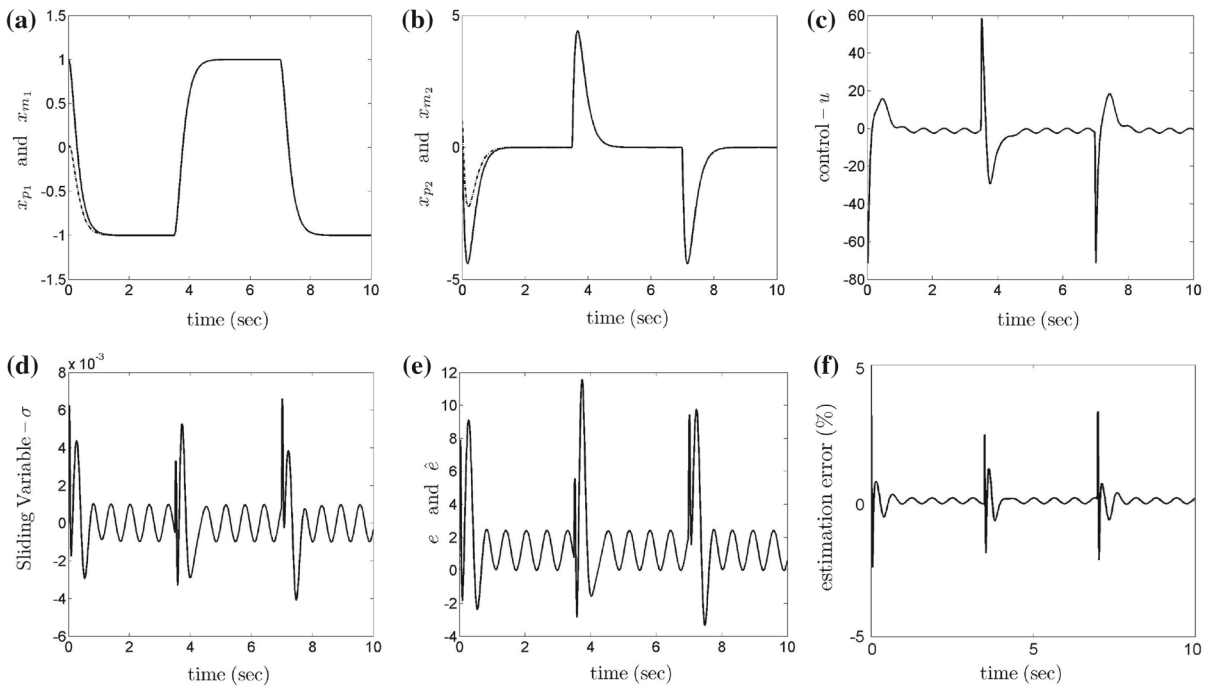 (a)
1.5
1
0.5
0
-0.5
-1
-1.5
0 2 4 6 8 10
time (sec)
x_{p_1} and x_{m_1}
(b)
5
0
-5
0 2 4 6 8 10
time (sec)
x_{p_2} and x_{m_2}
(c)
60
40
20
0
-20
-40
-60
-80
0 2 4 6 8 10
time (sec)
control – u
(d)
x 10^{-3}
8
6
4
2
0
-2
-4
-6
0 2 4 6 8 10
time (sec)
Sliding Variable – σ
(e)
12
10
8
6
4
2
0
-2
-4
0 2 4 6 8 10
time (sec)
e and ê
(f)
5
0
-5
0 5 10
time (sec)
estimation error (%)